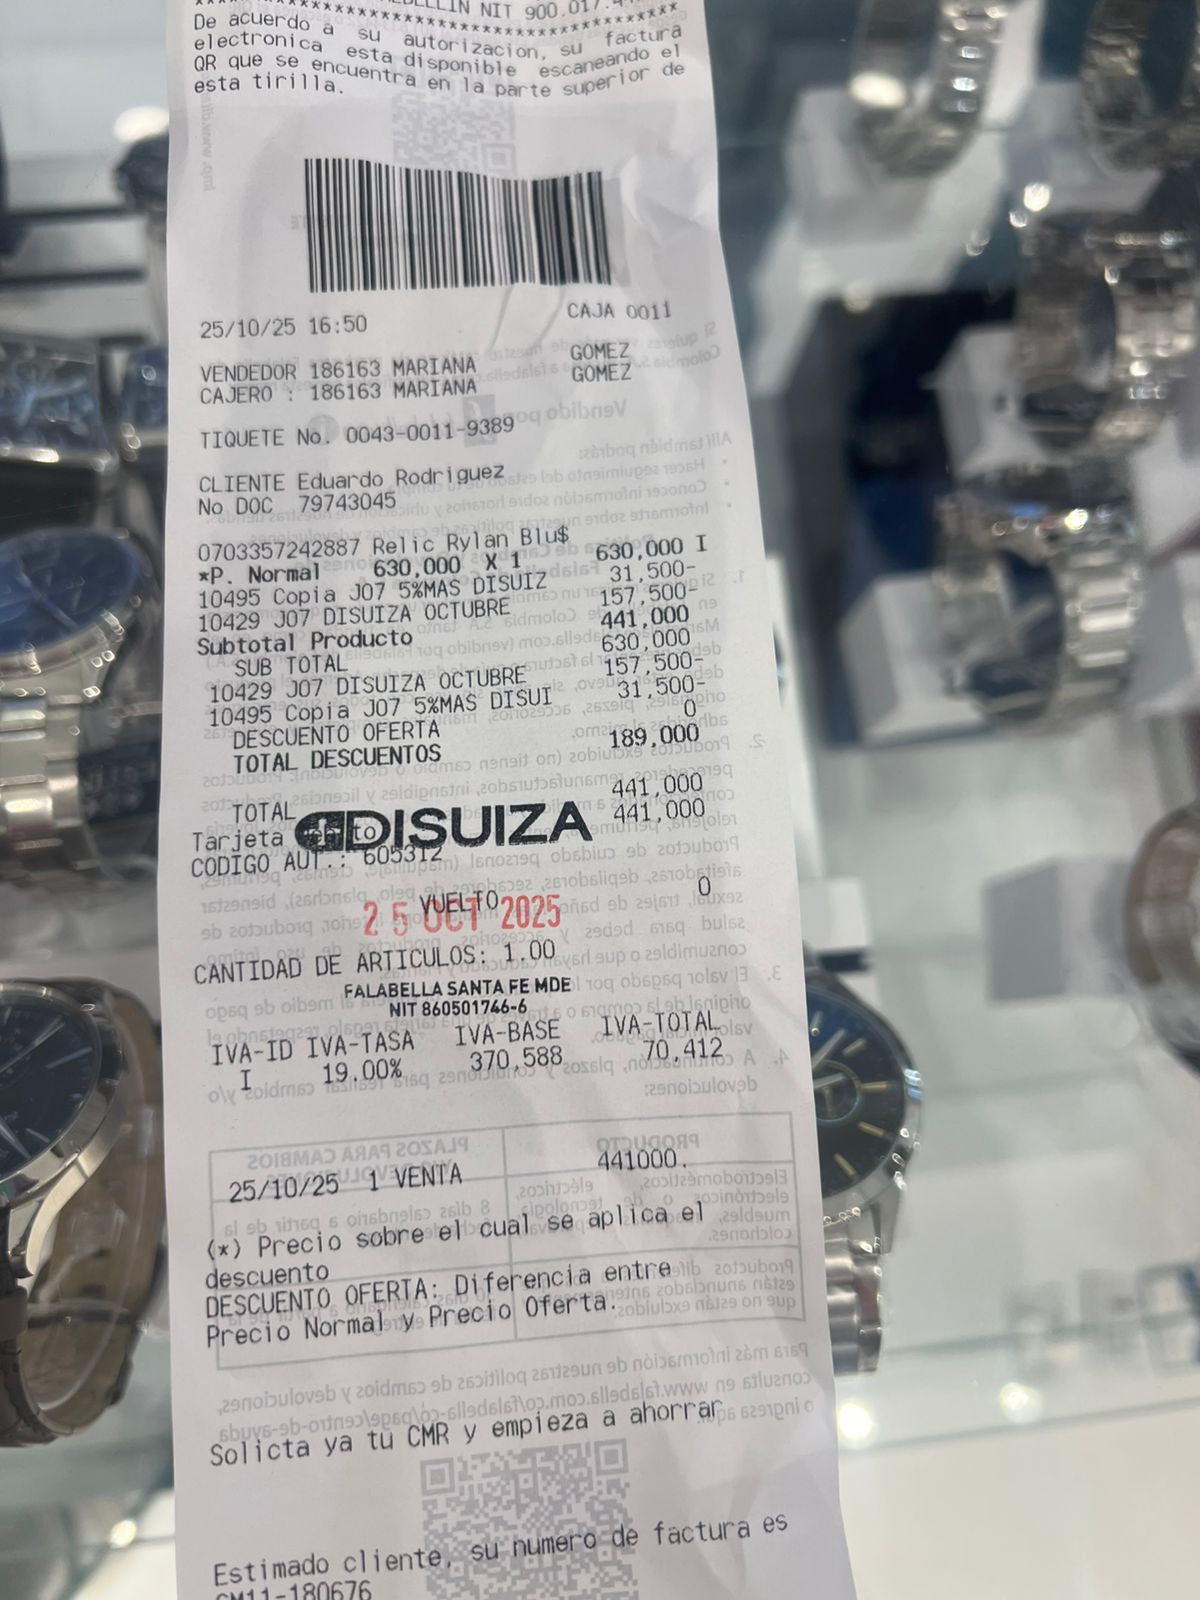 LLIN NIT 900.017.4
****************************************
De acuerdo a su autorizacion, su factura
electronica esta disponible escaneando el
QR que se encuentra en la parte superior de
esta tirilla.
25/10/25 16:50 CAJA 0011
VENDEDOR 186163 MARIANA GOMEZ
CAJERO : 186163 MARIANA GOMEZ
TIQUETE No. 0043-0011-9389
CLIENTE Eduardo Rodriguez
No DOC 79743045
0703357242887 Relic Rylan Blu$
*P. Normal 630,000 X 1 630,000 I
10495 Copia J07 5%MAS DISUIZ 31,500-
10429 J07 DISUIZA OCTUBRE 157,500-
Subtotal Producto 441,000
SUB TOTAL 630,000
10429 J07 DISUIZA OCTUBRE 157,500-
10495 Copia J07 5%MAS DISUI 31,500-
DESCUENTO OFERTA 0
TOTAL DESCUENTOS 189,000
TOTAL 441,000
Tarjeta 441,000
DISUIZA
CODIGO AUT.: 605312
VUELTO 0
25 OCT 2025
CANTIDAD DE ARTICULOS: 1.00
FALABELLA SANTA FE MDE
NIT 860501746-6
IVA-ID IVA-TASA IVA-BASE IVA-TOTAL
I 19.00% 370,588 70,412
25/10/25 1 VENTA 441000.
(*) Precio sobre el cual se aplica el
descuento
DESCUENTO OFERTA: Diferencia entre
Precio Normal y Precio Oferta.
Solicta ya tu CMR y empieza a ahorrar
Estimado cliente, su numero de factura es
GM11-180676